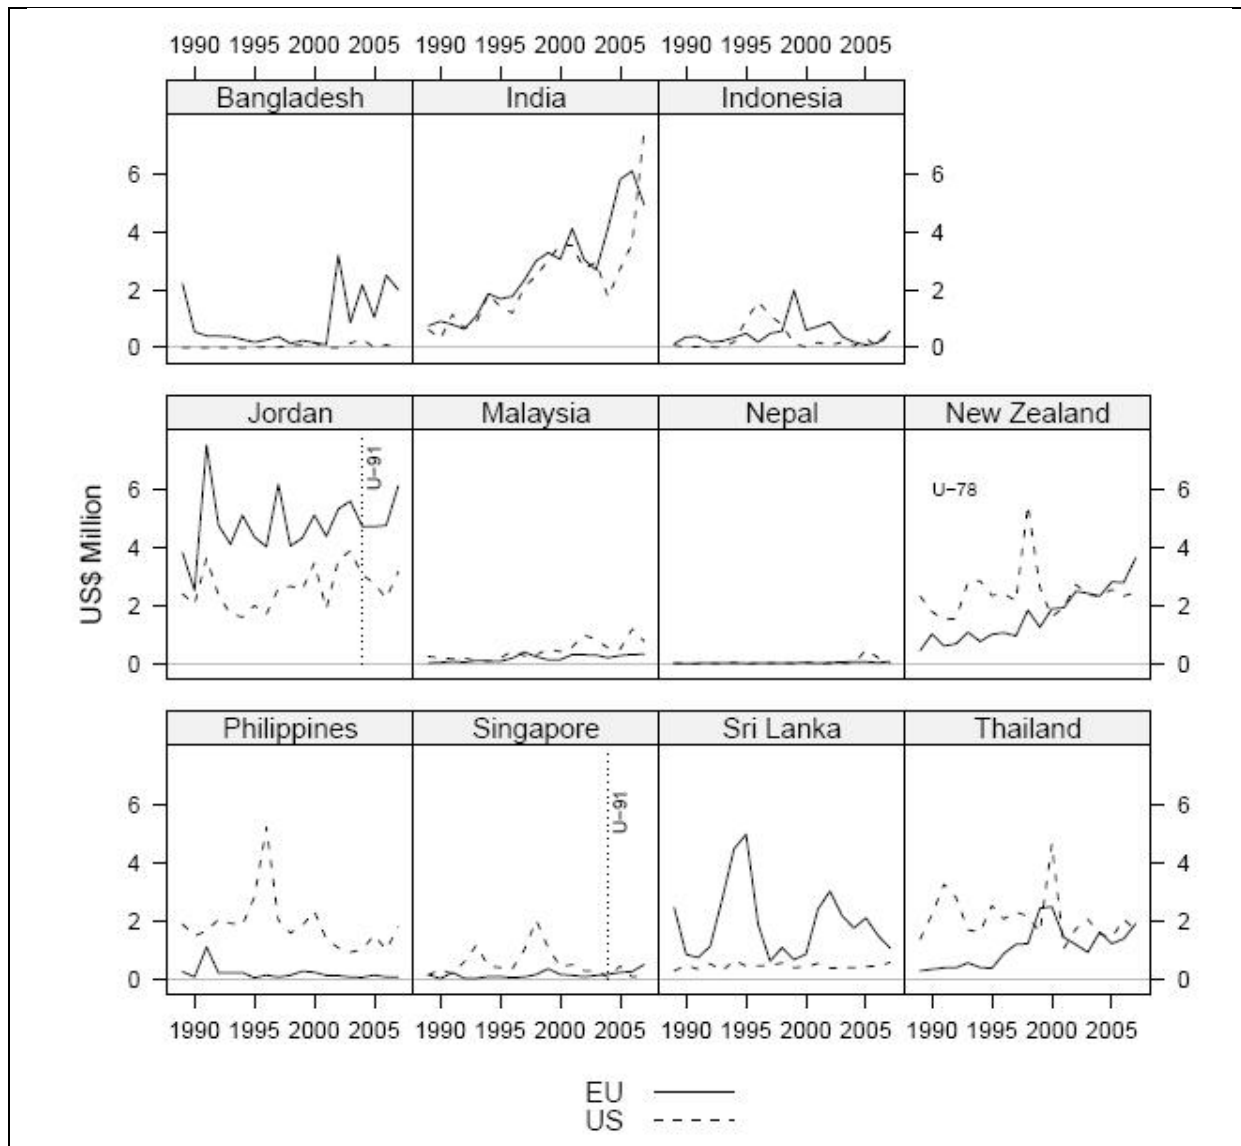 1990 1995 2000 2005 1990 1995 2000 2005 1990 1995 2000 2005
Bangladesh India Indonesia
6 6
4 4
2 2
0 0
Jordan Malaysia Nepal New Zealand
U-91
U-78
6 6
4 4
2 2
0 0
US$ Million
Philippines Singapore Sri Lanka Thailand
U-91
6 6
4 4
2 2
0 0
1990 1995 2000 2005 1990 1995 2000 2005 1990 1995 2000 2005 1990 1995 2000 2005
EU
US